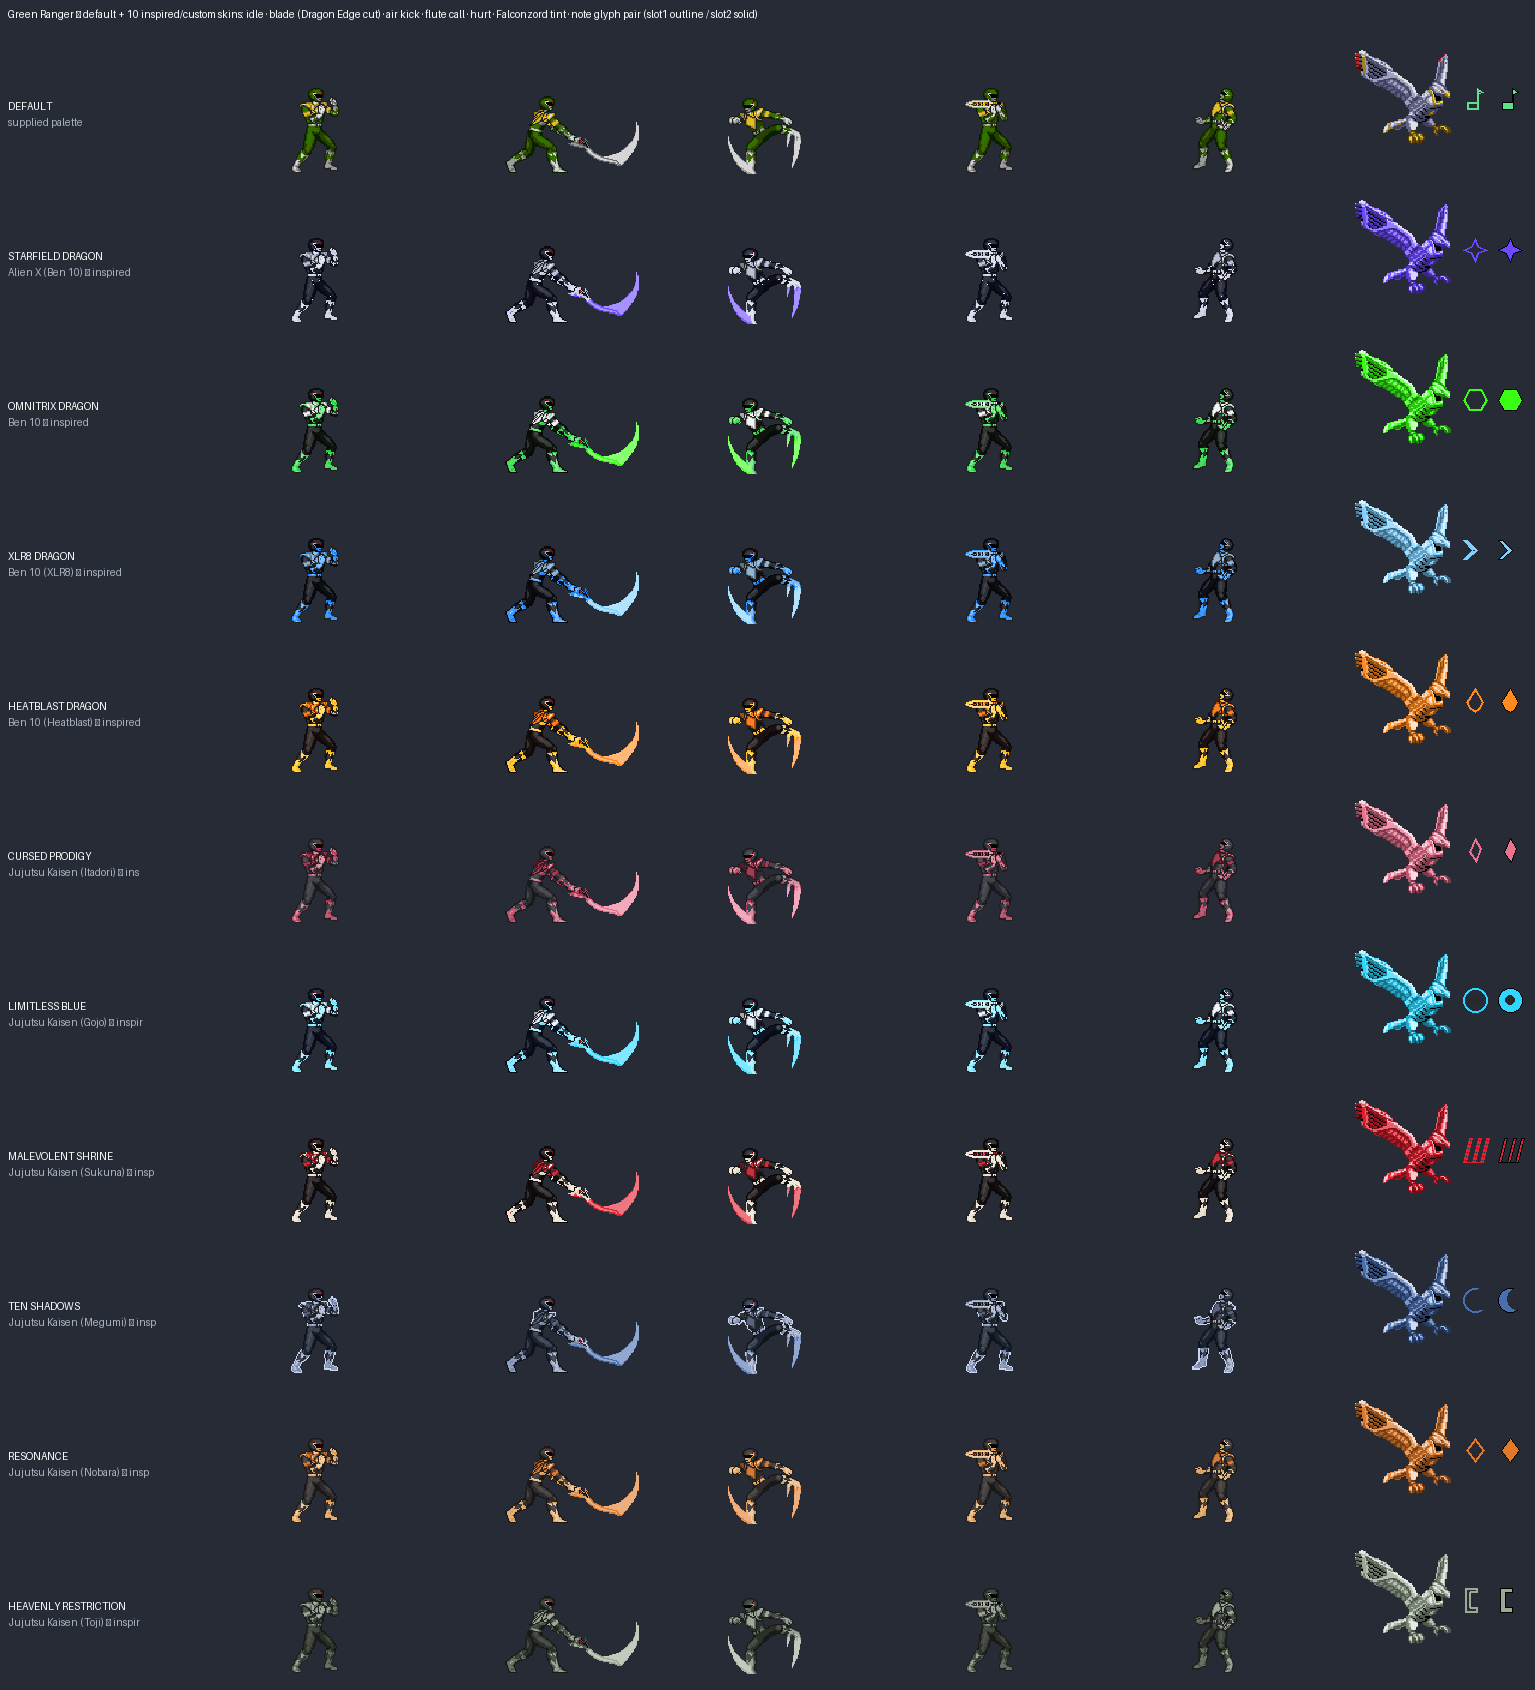 Green Ranger ▯ default + 10 inspired/custom skins: idle · blade (Dragon Edge cut) · air kick · flute call · hurt · Falconzord tint · note glyph pair (slot1 outline / slot2 solid)
DEFAULT
supplied palette
STARFIELD DRAGON
Alien X (Ben 10) ▯ inspired
OMNITRIX DRAGON
Ben 10 ▯ inspired
XLR8 DRAGON
Ben 10 (XLR8) ▯ inspired
HEATBLAST DRAGON
Ben 10 (Heatblast) ▯ inspired
CURSED PRODIGY
Jujutsu Kaisen (Itadori) ▯ ins
LIMITLESS BLUE
Jujutsu Kaisen (Gojo) ▯ inspir
MALEVOLENT SHRINE
Jujutsu Kaisen (Sukuna) ▯ insp
TEN SHADOWS
Jujutsu Kaisen (Megumi) ▯ insp
RESONANCE
Jujutsu Kaisen (Nobara) ▯ insp
HEAVENLY RESTRICTION
Jujutsu Kaisen (Toji) ▯ inspir